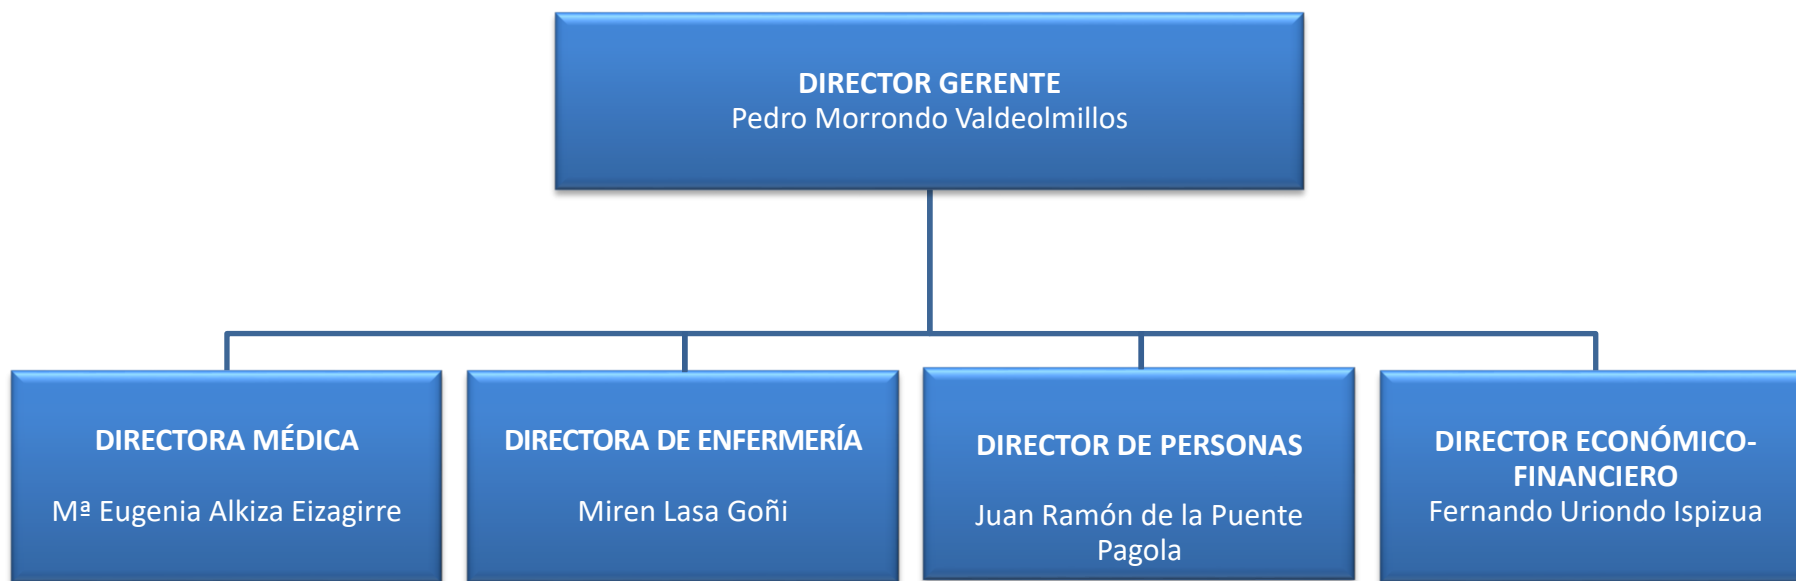 DIRECTOR GERENTE
Pedro Morrondo Valdeolmillos
DIRECTORA MÉDICA
Mª Eugenia Alkiza Eizagirre
DIRECTORA DE ENFERMERÍA
Miren Lasa Goñi
DIRECTOR DE PERSONAS
Juan Ramón de la Puente
Pagola
DIRECTOR ECONÓMICO-
FINANCIERO
Fernando Uriondo Ispizua